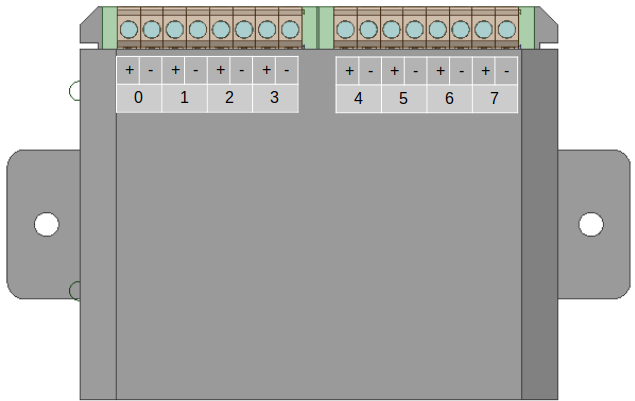 + - + - + - + - + - + - + - + -
0 1 2 3 4 5 6 7